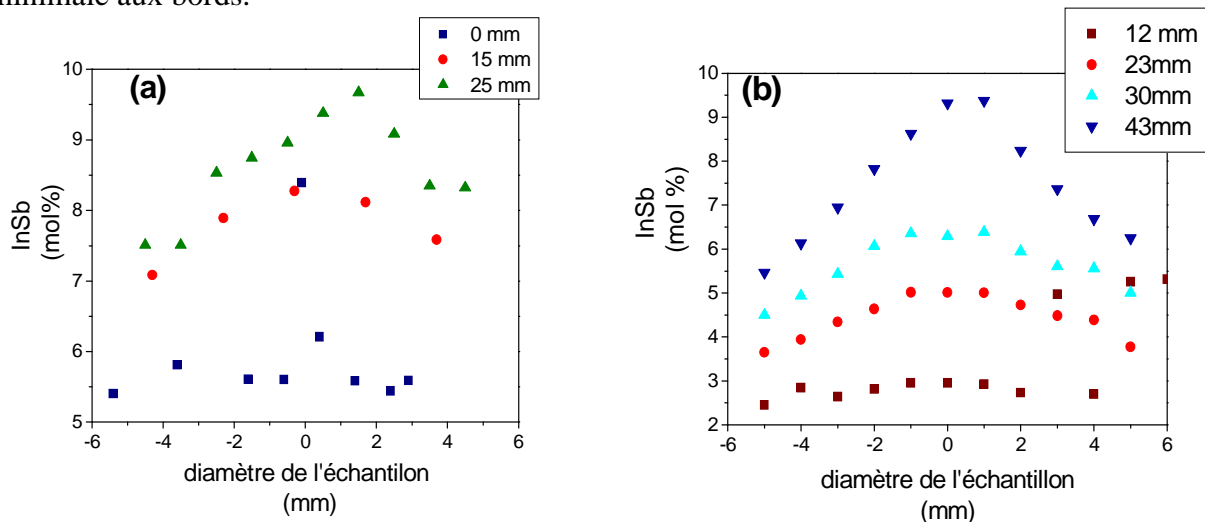 minimale aux bords.
0 mm
15 mm
25 mm
(a)
10
9
8
7
6
5
InSb
(mol%)
-6 -4 -2 0 2 4 6
diamètre de l'échantilon
(mm)
12 mm
23mm
30mm
43mm
(b)
10
9
8
7
6
5
4
3
2
InSb
(mol %)
-6 -4 -2 0 2 4 6
diamètre de l'échantillon
(mm)